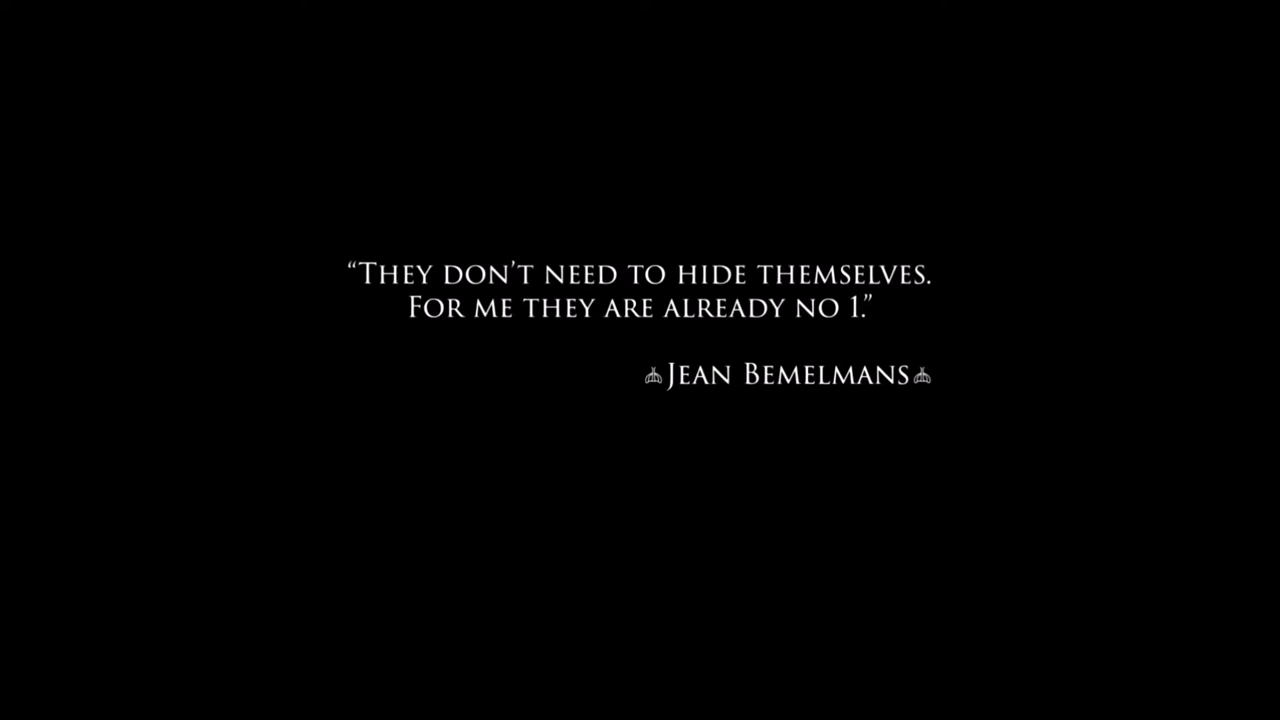 “They don’t need to hide themselves.
For me they are already no 1.”
Jean Bemelmans